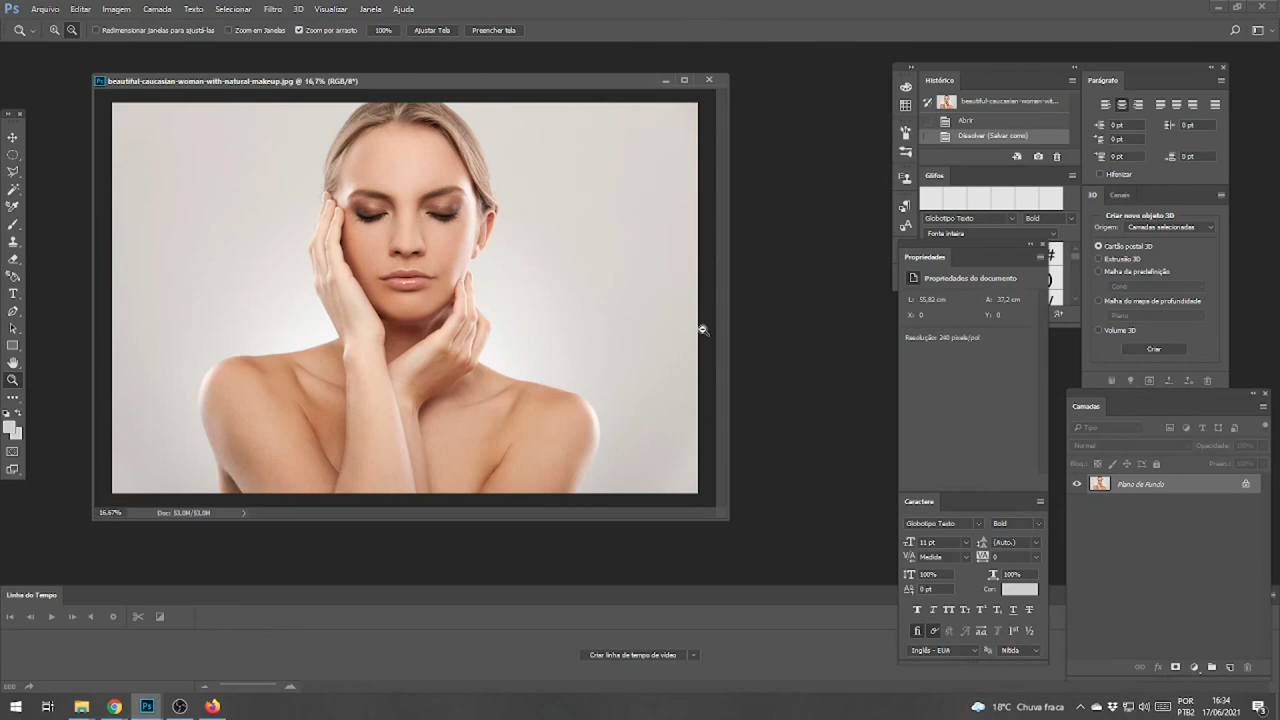 Ps Arquivo Editar Imagem Camada Texto Selecionar Filtro 3D Visualizar Janela Ajuda
Redimensionar Janelas para ajustá-las Zoom em Janelas Zoom por arrasto 100% Ajustar Tela Preencher tela
beautiful-caucasian-woman-with-natural-makeup.jpg @ 16,7% (RGB/8*)
16.67% Doc: 53,0M/53,0M
Histórico
beautiful-caucasian-woman-wit...
Abrir
Dissolver (Salvar como)
Glifos
Globotipo Texto Bold
Fonte inteira
Propriedades
Propriedades do documento
L: 55,82 cm A: 37,2 cm
X: 0 Y: 0
Resolução: 240 pixels/pol
Caractere
Globotipo Texto Bold
11 pt (Auto.)
Medida 0
100% 100%
0 pt Cor:
Inglês - EUA Nítida
Parágrafo
0 pt 0 pt
0 pt
0 pt 0 pt
Hifenizar
3D Canais
Criar novo objeto 3D
Origem: Camadas selecionadas
Cartão postal 3D
Extrusão 3D
Malha da predefinição
Cone
Malha do mapa de profundidade
Plano
Volume 3D
Criar
Camadas
Tipo
Normal Opacidade: 100%
Bloq.: Preen.: 100%
Plano de Fundo
Linha do Tempo
Criar linha de tempo de vídeo
18°C Chuva fraca
POR
PTB2
16:34
17/06/2021
3